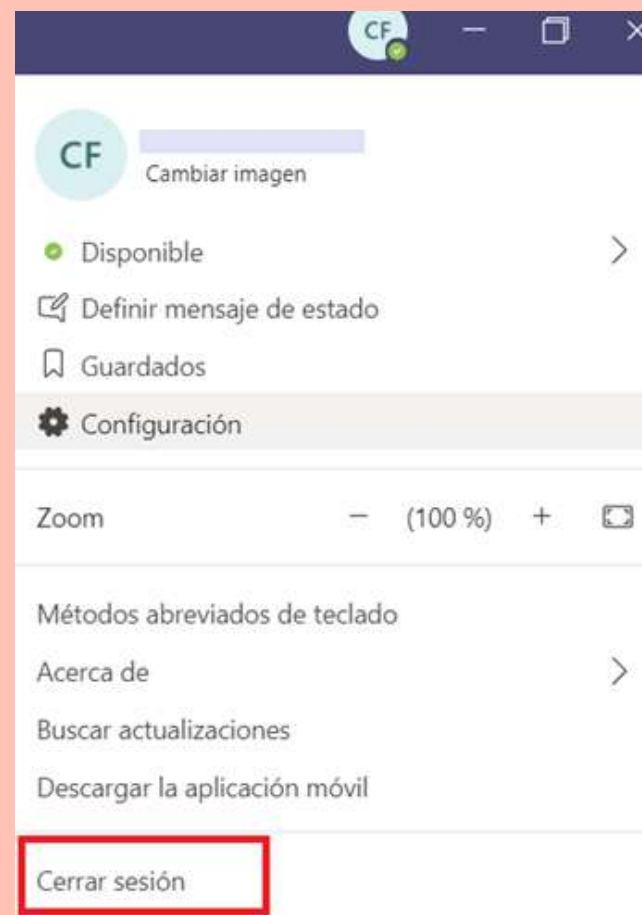 CF
CF
Cambiar imagen
Disponible
Definir mensaje de estado
Guardados
Configuración
Zoom − (100 %) +
Métodos abreviados de teclado
Acerca de
Buscar actualizaciones
Descargar la aplicación móvil
Cerrar sesión